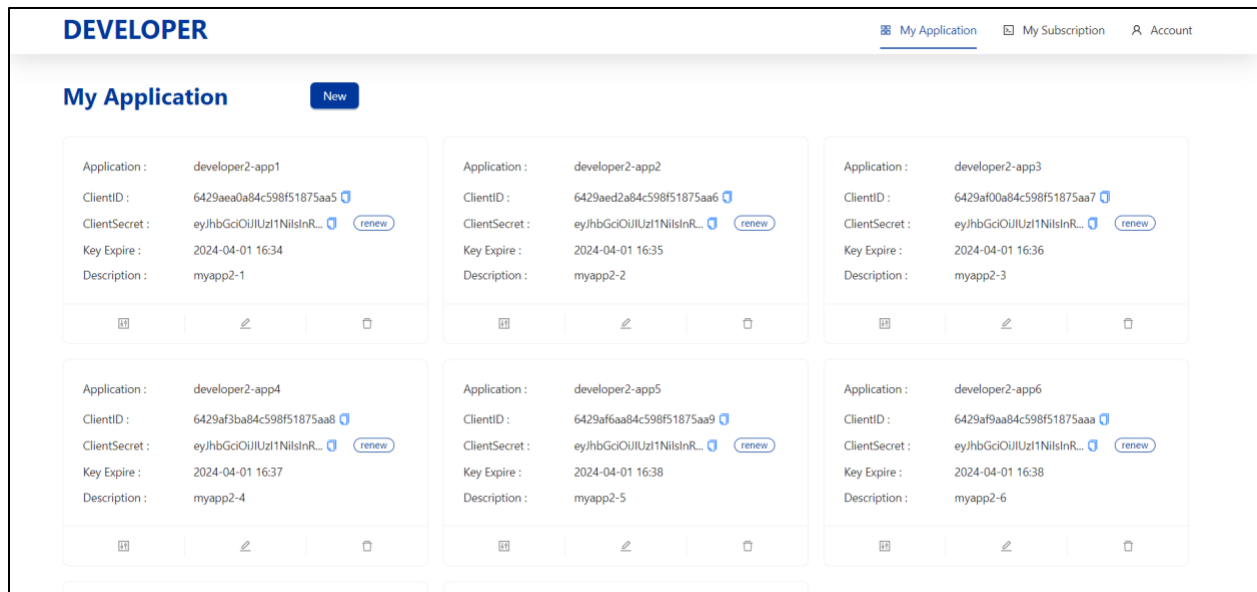 DEVELOPER
My Application
My Subscription
Account
My Application
New
Application : developer2-app1
ClientID : 6429aea0a84c598f51875aa5
ClientSecret : eyJhbGciOiJIUzI1NiIsInR... renew
Key Expire : 2024-04-01 16:34
Description : myapp2-1
Application : developer2-app2
ClientID : 6429aed2a84c598f51875aa6
ClientSecret : eyJhbGciOiJIUzI1NiIsInR... renew
Key Expire : 2024-04-01 16:35
Description : myapp2-2
Application : developer2-app3
ClientID : 6429af00a84c598f51875aa7
ClientSecret : eyJhbGciOiJIUzI1NiIsInR... renew
Key Expire : 2024-04-01 16:36
Description : myapp2-3
Application : developer2-app4
ClientID : 6429af3ba84c598f51875aa8
ClientSecret : eyJhbGciOiJIUzI1NiIsInR... renew
Key Expire : 2024-04-01 16:37
Description : myapp2-4
Application : developer2-app5
ClientID : 6429af6aa84c598f51875aa9
ClientSecret : eyJhbGciOiJIUzI1NiIsInR... renew
Key Expire : 2024-04-01 16:38
Description : myapp2-5
Application : developer2-app6
ClientID : 6429af9aa84c598f51875aaa
ClientSecret : eyJhbGciOiJIUzI1NiIsInR... renew
Key Expire : 2024-04-01 16:38
Description : myapp2-6